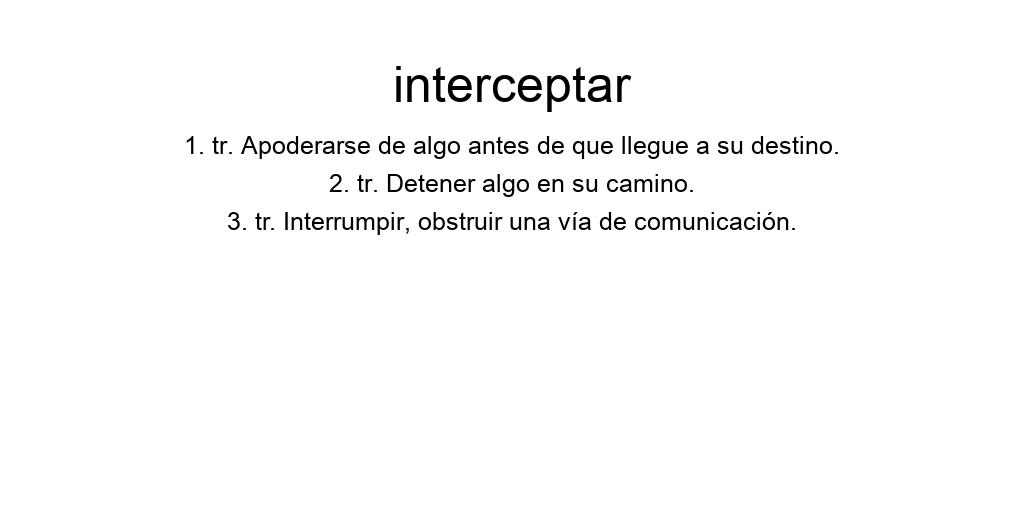 interceptar
1. tr. Apoderarse de algo antes de que llegue a su destino.
2. tr. Detener algo en su camino.
3. tr. Interrumpir, obstruir una vía de comunicación.